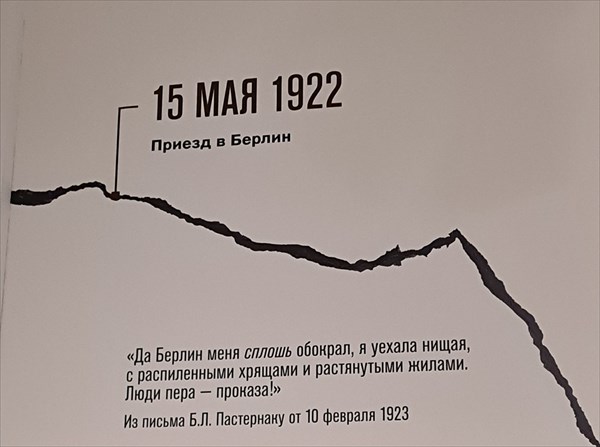 15 МАЯ 1922
Приезд в Берлин
«Да Берлин меня сплошь обокрал, я уехала нищая,
с распиленными хрящами и растянутыми жилами.
Люди пера — проказа!»
Из письма Б.Л. Пастернаку от 10 февраля 1923